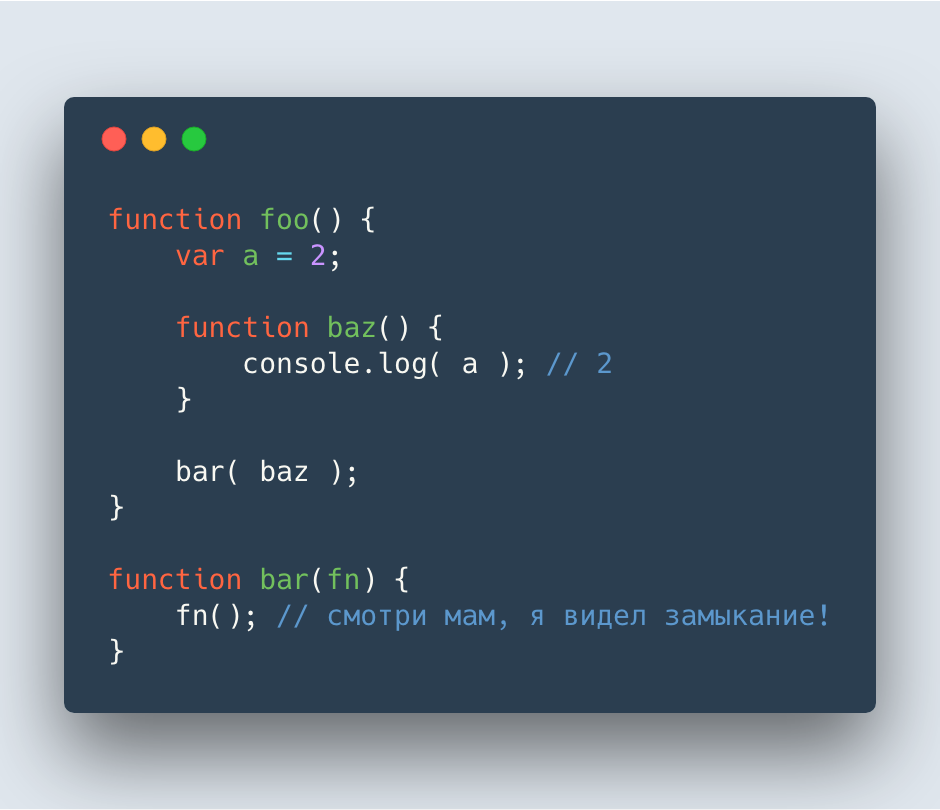 function foo() {
    var a = 2;

    function baz() {
        console.log( a ); // 2
    }

    bar( baz );
}

function bar(fn) {
    fn(); // смотри мам, я видел замыкание!
}